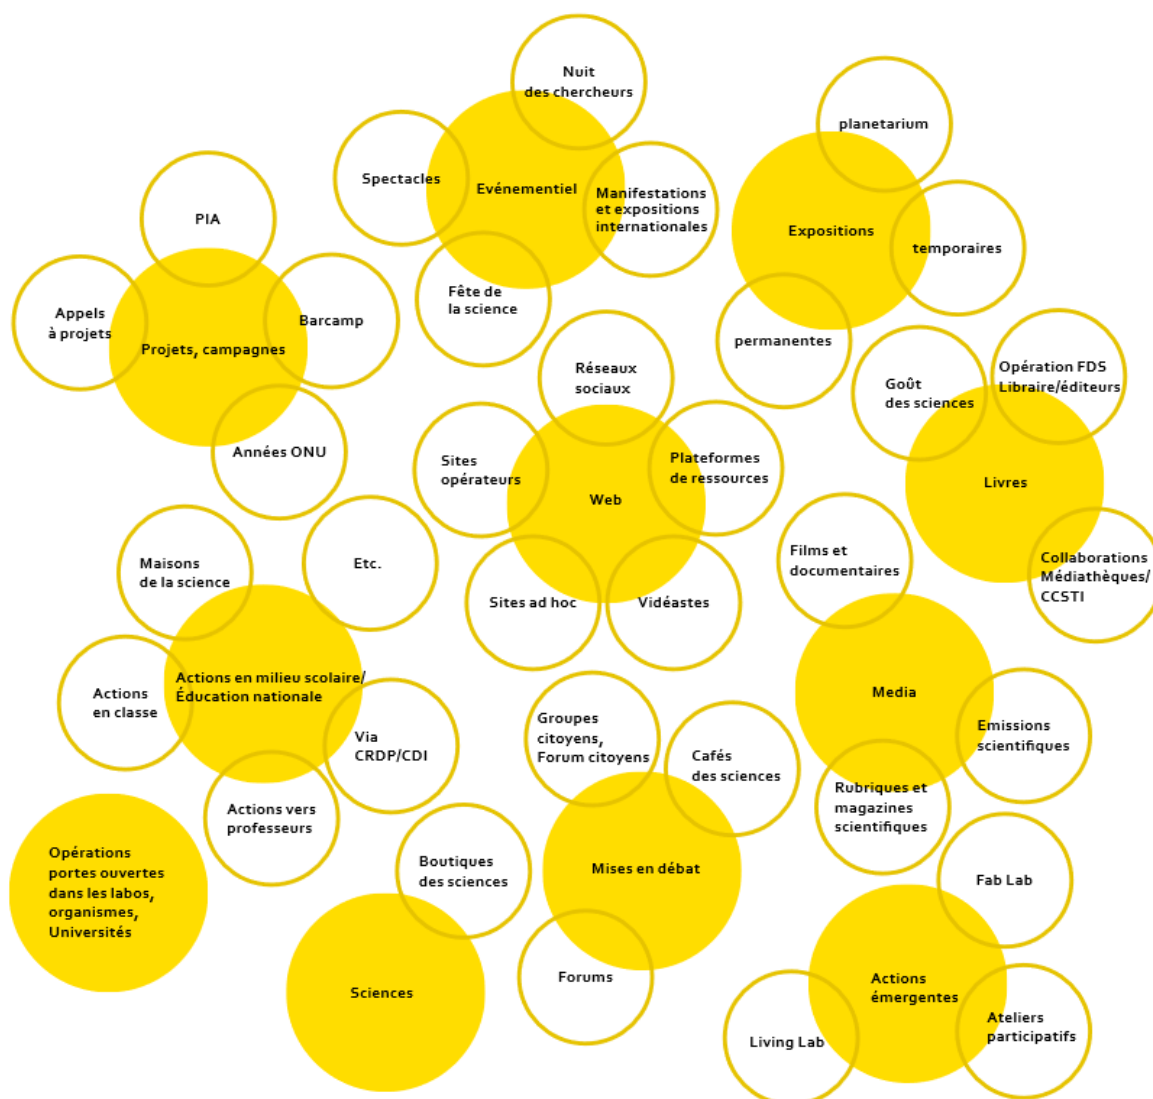 Nuit
des chercheurs
Spectacles
Evénementiel
Manifestations
et expositions
internationales
Fête de
la science
planetarium
Expositions
temporaires
permanentes
PIA
Appels
à projets
Barcamp
Projets, campagnes
Années ONU
Réseaux
sociaux
Sites
opérateurs
Plateformes
de ressources
Web
Sites ad hoc
Vidéastes
Goût
des sciences
Opération FDS
Libraire/éditeurs
Livres
Collaborations
Médiathèques/
CCSTI
Maisons
de la science
Etc.
Actions en milieu scolaire/
Éducation nationale
Actions
en classe
Via
CRDP/CDI
Actions vers
professeurs
Films et
documentaires
Media
Emissions
scientifiques
Rubriques et
magazines
scientifiques
Groupes
citoyens,
Forum citoyens
Cafés
des sciences
Mises en débat
Forums
Opérations
portes ouvertes
dans les labos,
organismes,
Universités
Boutiques
des sciences
Sciences
Fab Lab
Actions
émergentes
Ateliers
participatifs
Living Lab